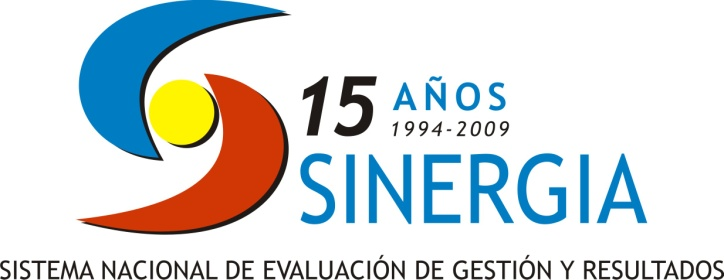 15 AÑOS
1994-2009
SINERGIA
SISTEMA NACIONAL DE EVALUACIÓN DE GESTIÓN Y RESULTADOS